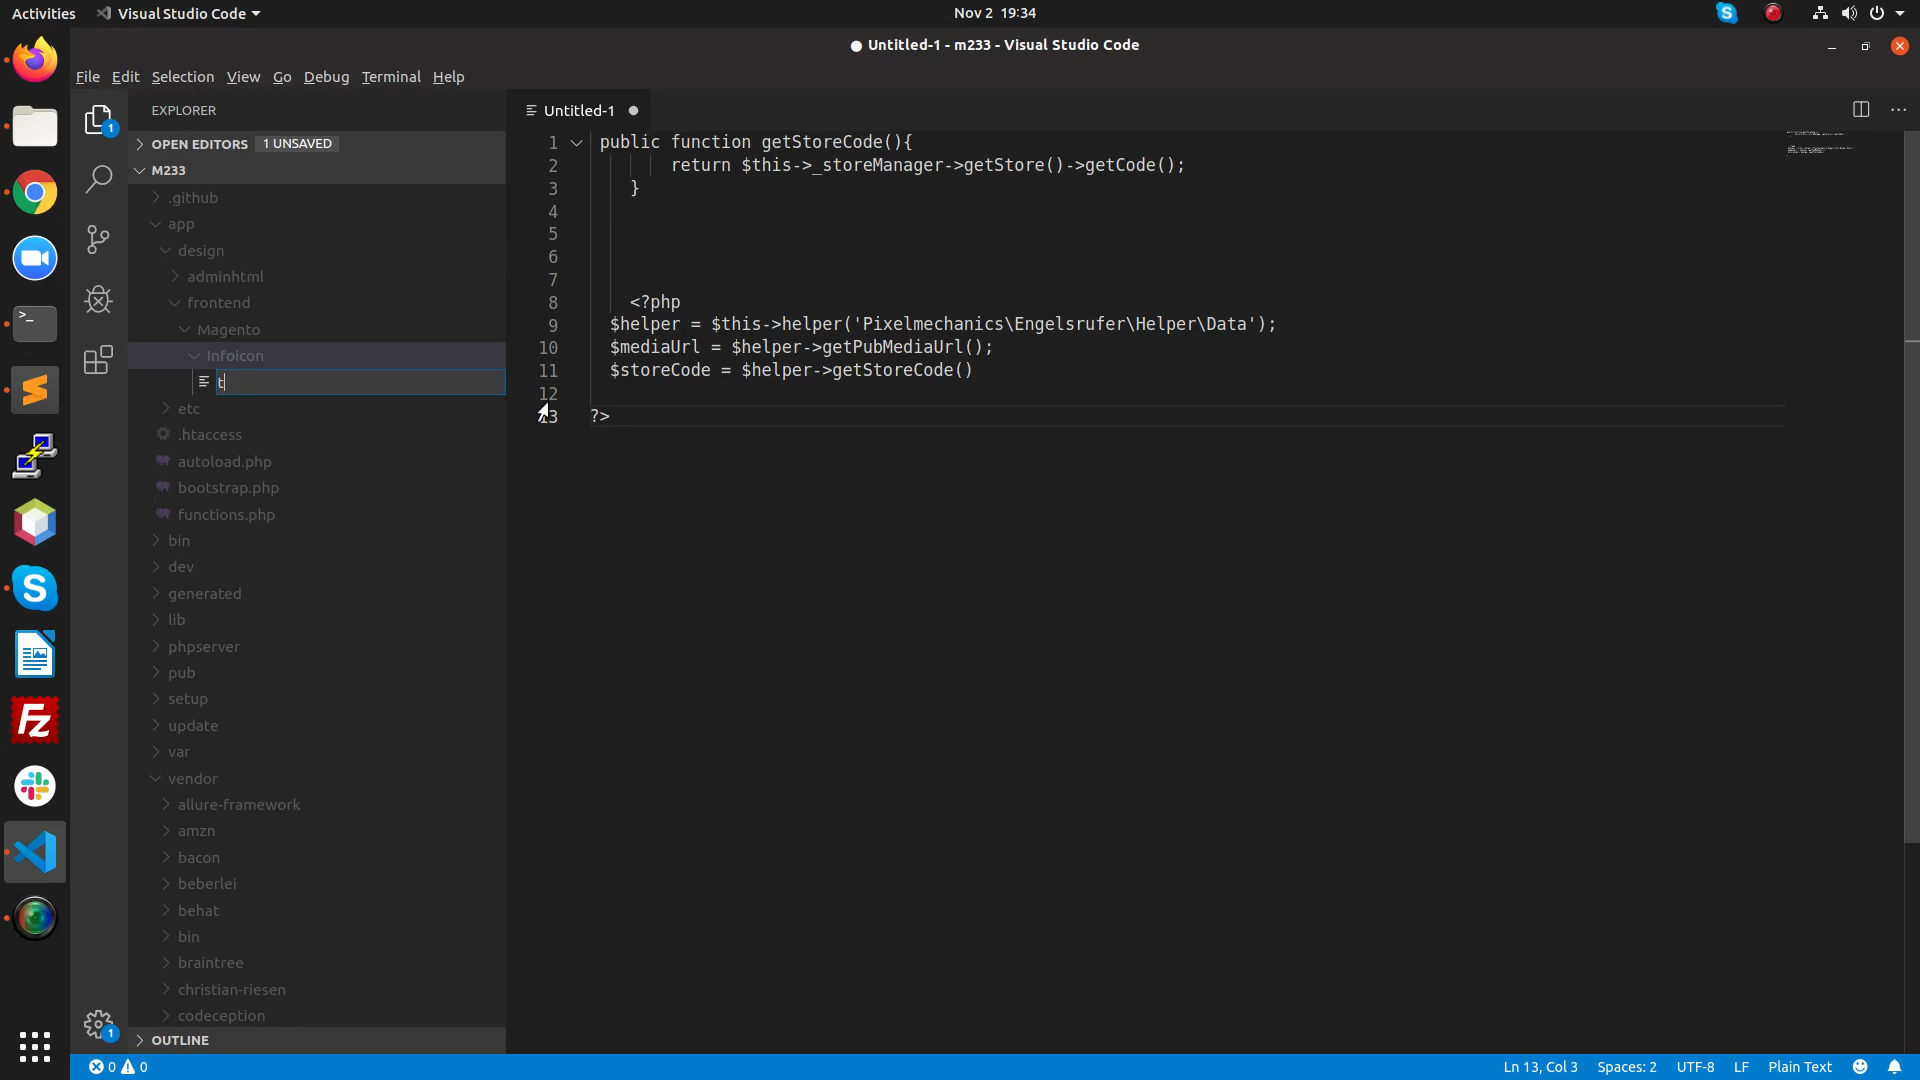 Activities
Visual Studio Code
Nov 2 19:34
● Untitled-1 - m233 - Visual Studio Code
File Edit Selection View Go Debug Terminal Help
EXPLORER
OPEN EDITORS 1 UNSAVED
M233
.github
app
design
adminhtml
frontend
Magento
Infoicon
t
etc
.htaccess
autoload.php
bootstrap.php
functions.php
bin
dev
generated
lib
phpserver
pub
setup
update
var
vendor
allure-framework
amzn
bacon
beberlei
behat
bin
braintree
christian-riesen
codeception
OUTLINE
1
1
Untitled-1
1 public function getStoreCode(){
2 return $this->_storeManager->getStore()->getCode();
3 }
4
5
6
7
8 <?php
9 $helper = $this->helper('Pixelmechanics\Engelsrufer\Helper\Data');
10 $mediaUrl = $helper->getPubMediaUrl();
11 $storeCode = $helper->getStoreCode()
12
13 ?>
0 0
Ln 13, Col 3 Spaces: 2 UTF-8 LF Plain Text